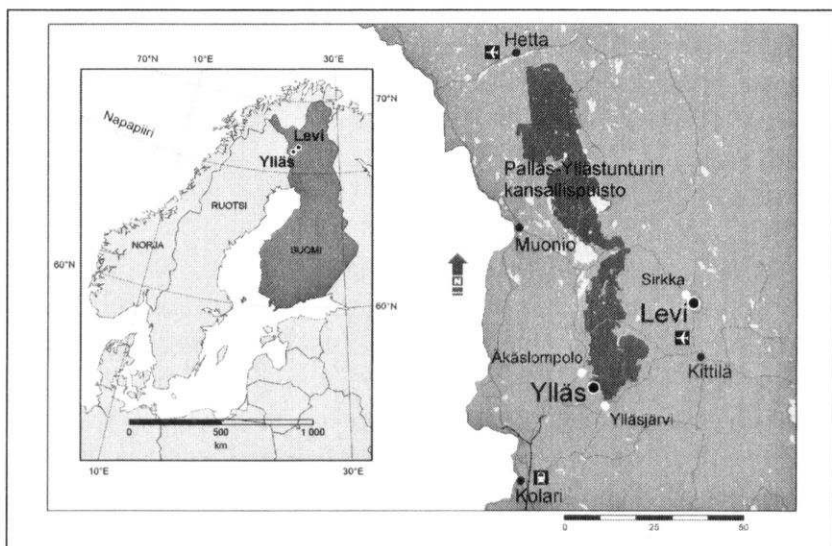 70°N
10°E
30°E
70°N
Napapiiri
Levi
Ylläs
RUOTSI
NORJA
SUOMI
60°N
60°N
0 500 1 000
km
10°E
30°E
Hetta
Pallas-Yllästunturin
kansallispuisto
Muonio
N
Sirkka
Levi
Äkäslompolo
Kittilä
Ylläs
Ylläsjärvi
Kolari
0 25 50